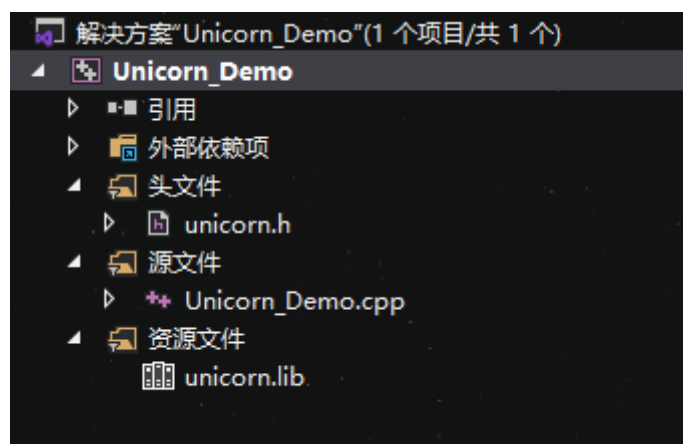 解决方案"Unicorn_Demo"(1 个项目/共 1 个)
Unicorn_Demo
引用
外部依赖项
头文件
unicorn.h
源文件
Unicorn_Demo.cpp
资源文件
unicorn.lib